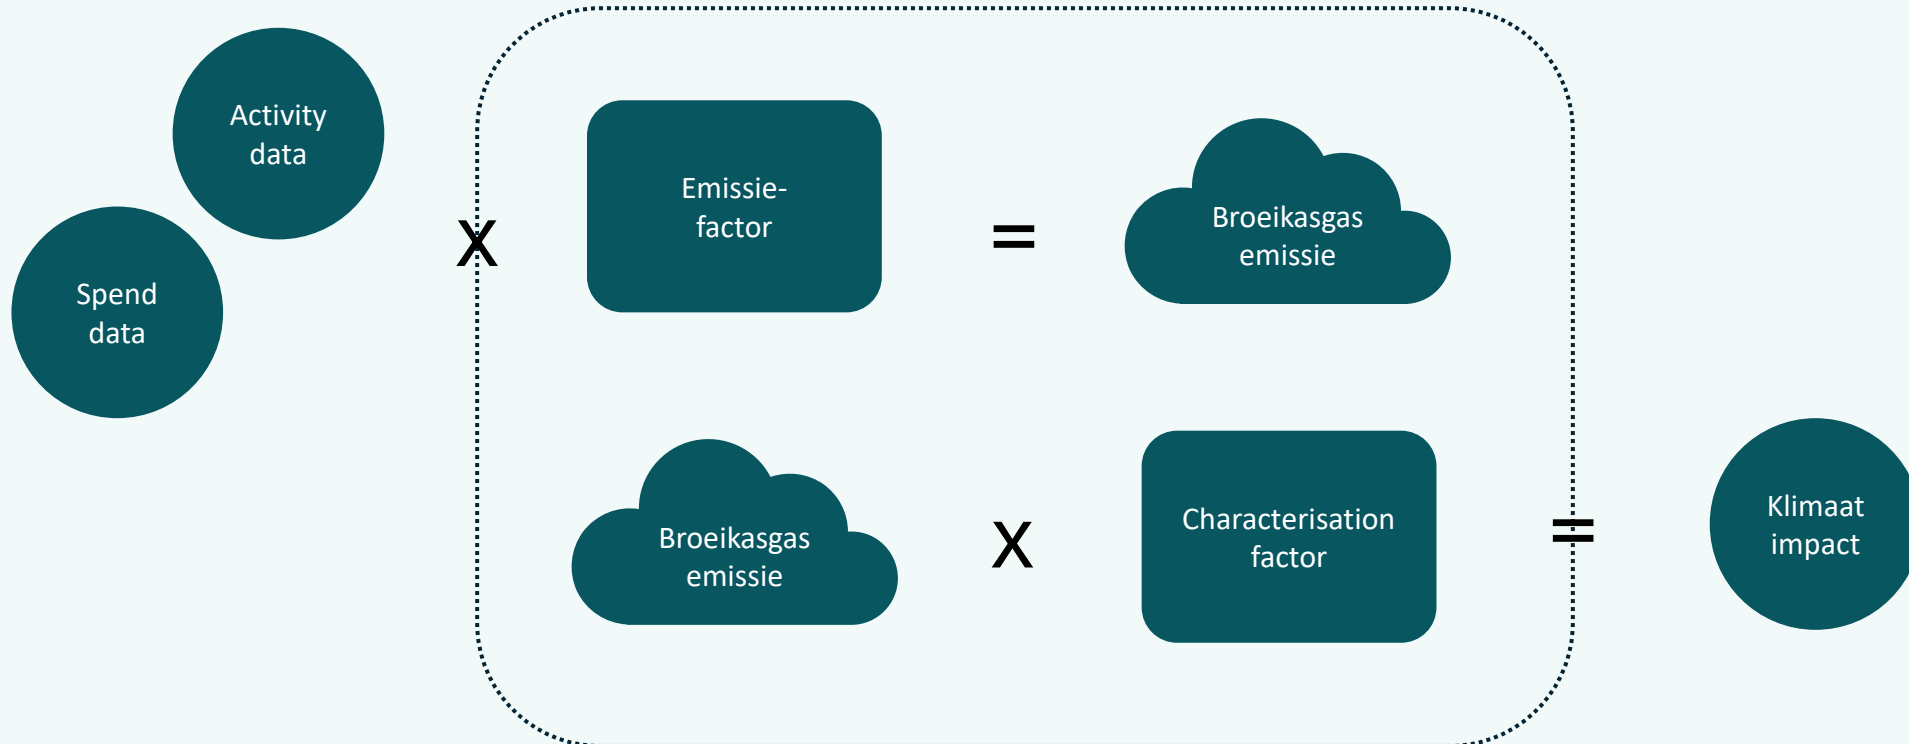 Activity
data
Spend
data
x
Emissie-
factor
=
Broeikasgas
emissie
Broeikasgas
emissie
x
Characterisation
factor
=
Klimaat
impact